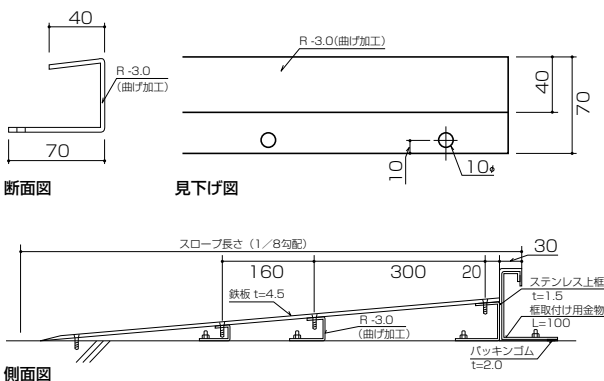 40
R -3.0
(曲げ加工)
70
断面図
R -3.0(曲げ加工)
40
70
10
10φ
見下げ図
スロープ長さ（1／8勾配）
30
160
300
20
鉄板 t=4.5
R -3.0
(曲げ加工)
ステンレス上框
t=1.5
框取付け用金物
L=100
パッキンゴム
t=2.0
側面図